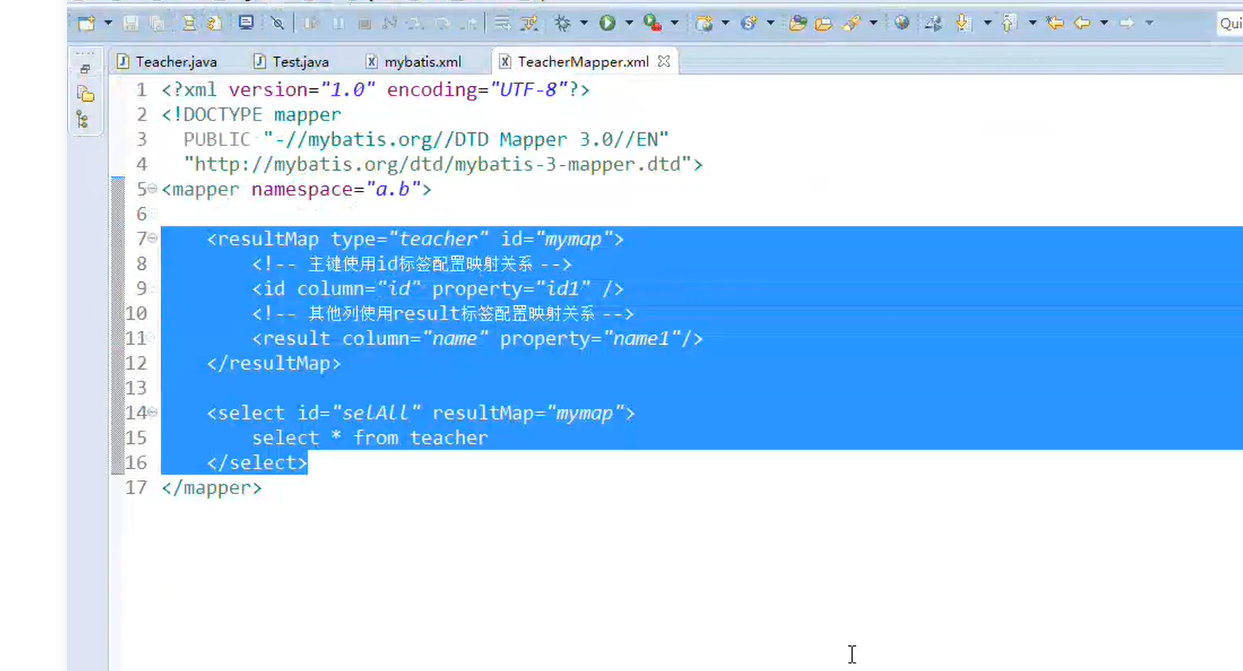 Qui
Teacher.java
Test.java
mybatis.xml
TeacherMapper.xml
1 <?xml version="1.0" encoding="UTF-8"?>
2 <!DOCTYPE mapper
3 PUBLIC "-//mybatis.org//DTD Mapper 3.0//EN"
4 "http://mybatis.org/dtd/mybatis-3-mapper.dtd">
5 <mapper namespace="a.b">
6
7 <resultMap type="teacher" id="mymap">
8 <!-- 主键使用id标签配置映射关系 -->
9 <id column="id" property="id1" />
10 <!-- 其他列使用result标签配置映射关系 -->
11 <result column="name" property="name1"/>
12 </resultMap>
13
14 <select id="selAll" resultMap="mymap">
15 select * from teacher
16 </select>
17 </mapper>